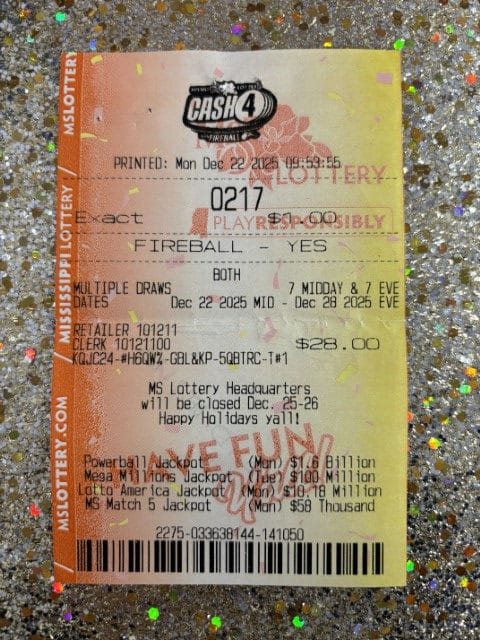 CASH 4
FIREBALL
PRINTED: Mon Dec 22 2025 09:53:55
LOTTERY
0217
Exact $1.00
PLAY RESPONSIBLY
FIREBALL - YES
BOTH
MULTIPLE DRAWS 7 MIDDAY & 7 EVE
DATES Dec 22 2025 MID - Dec 28 2025 EVE
RETAILER 101211
CLERK 10121100 $28.00
KQJC24-#H6QW%-GBL&KP-5QBTRC-T#1
MS Lottery Headquarters
will be closed Dec. 25-26
Happy Holidays yall!
HAVE FUN
Y'all!
Powerball Jackpot (Mon) $1.6 Billion
Mega Millions Jackpot (Tue) $100 Million
Lotto America Jackpot (Mon) $10.18 Million
MS Match 5 Jackpot (Mon) $58 Thousand
2275-033638144-141050
MSLOTTERY.COM / MISSISSIPPI LOTTERY / MSLOTTERY